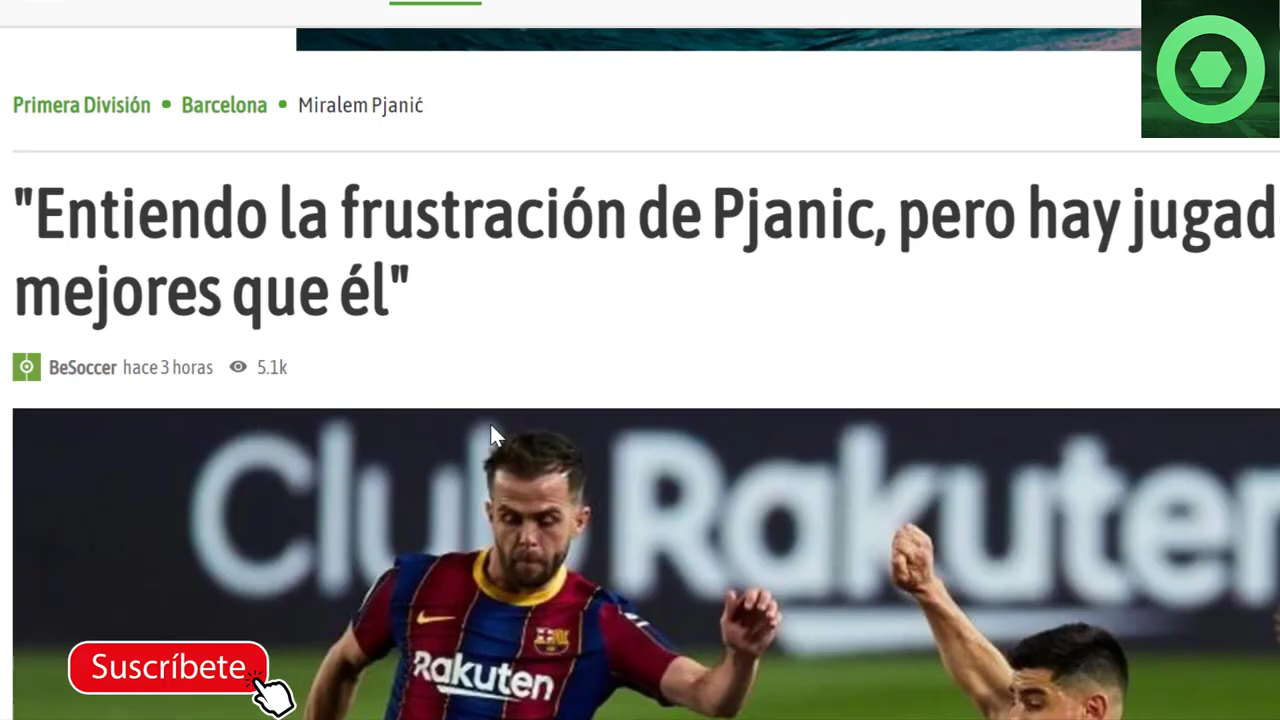 Primera División • Barcelona • Miralem Pjanić
"Entiendo la frustración de Pjanic, pero hay jugad
mejores que él"
BeSoccer hace 3 horas 5.1k
Club Rakuten
Rakuten
Suscríbete